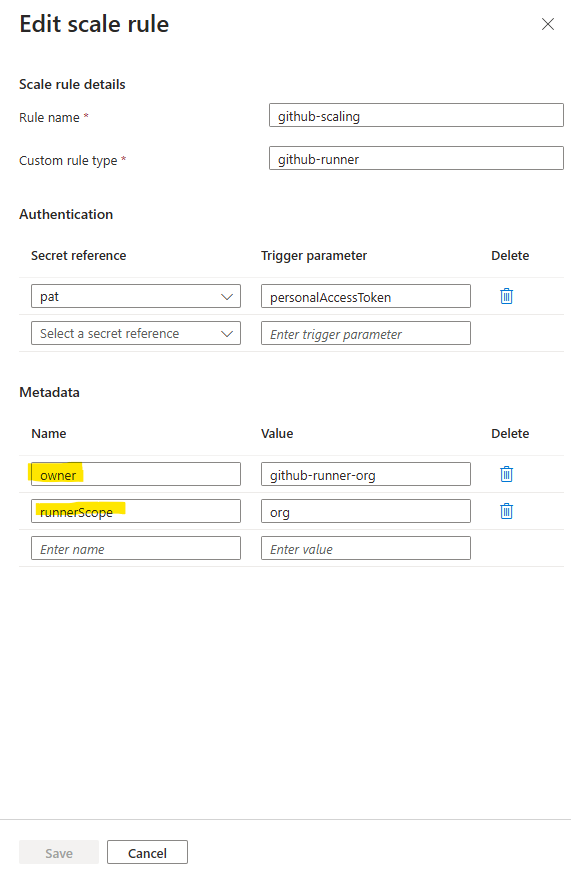 Edit scale rule
Scale rule details
Rule name *
github-scaling
Custom rule type *
github-runner
Authentication
Secret reference Trigger parameter Delete
pat personalAccessToken
Select a secret reference Enter trigger parameter
Metadata
Name Value Delete
owner github-runner-org
runnerScope org
Enter name Enter value
Save Cancel